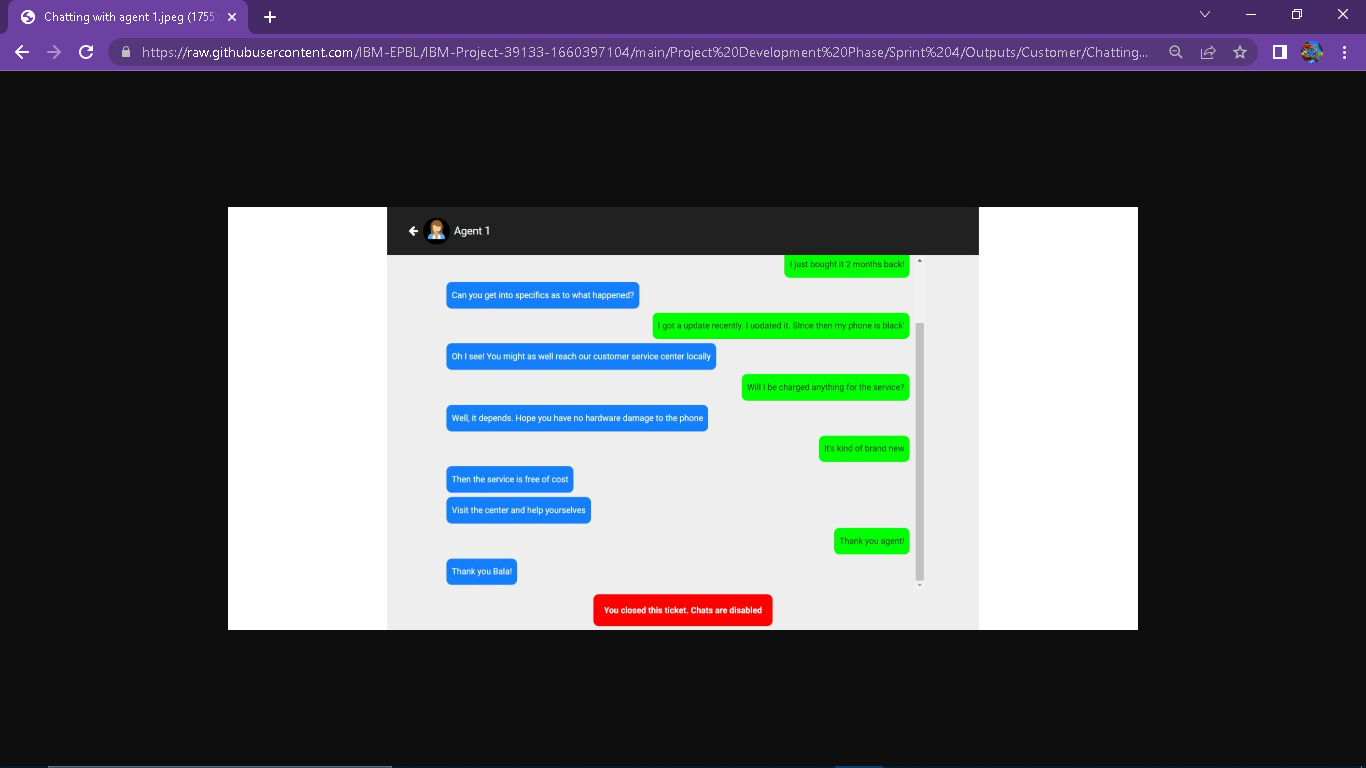 Chatting with agent 1.jpeg (1755
https://raw.githubusercontent.com/IBM-EPBL/IBM-Project-39133-1660397104/main/Project%20Development%20Phase/Sprint%204/Outputs/Customer/Chatting...
Agent 1
I just bought it 2 months back!
Can you get into specifics as to what happened?
I got a update recently. I uodated it. SInce then my phone is black'
Oh I see! You might as well reach our customer service center locally
Will I be charged anything for the service?
Well, it depends. Hope you have no hardware damage to the phone
It's kind of brand new
Then the service is free of cost
Visit the center and help yourselves
Thank you agent!
Thank you Bala!
You closed this ticket. Chats are disabled